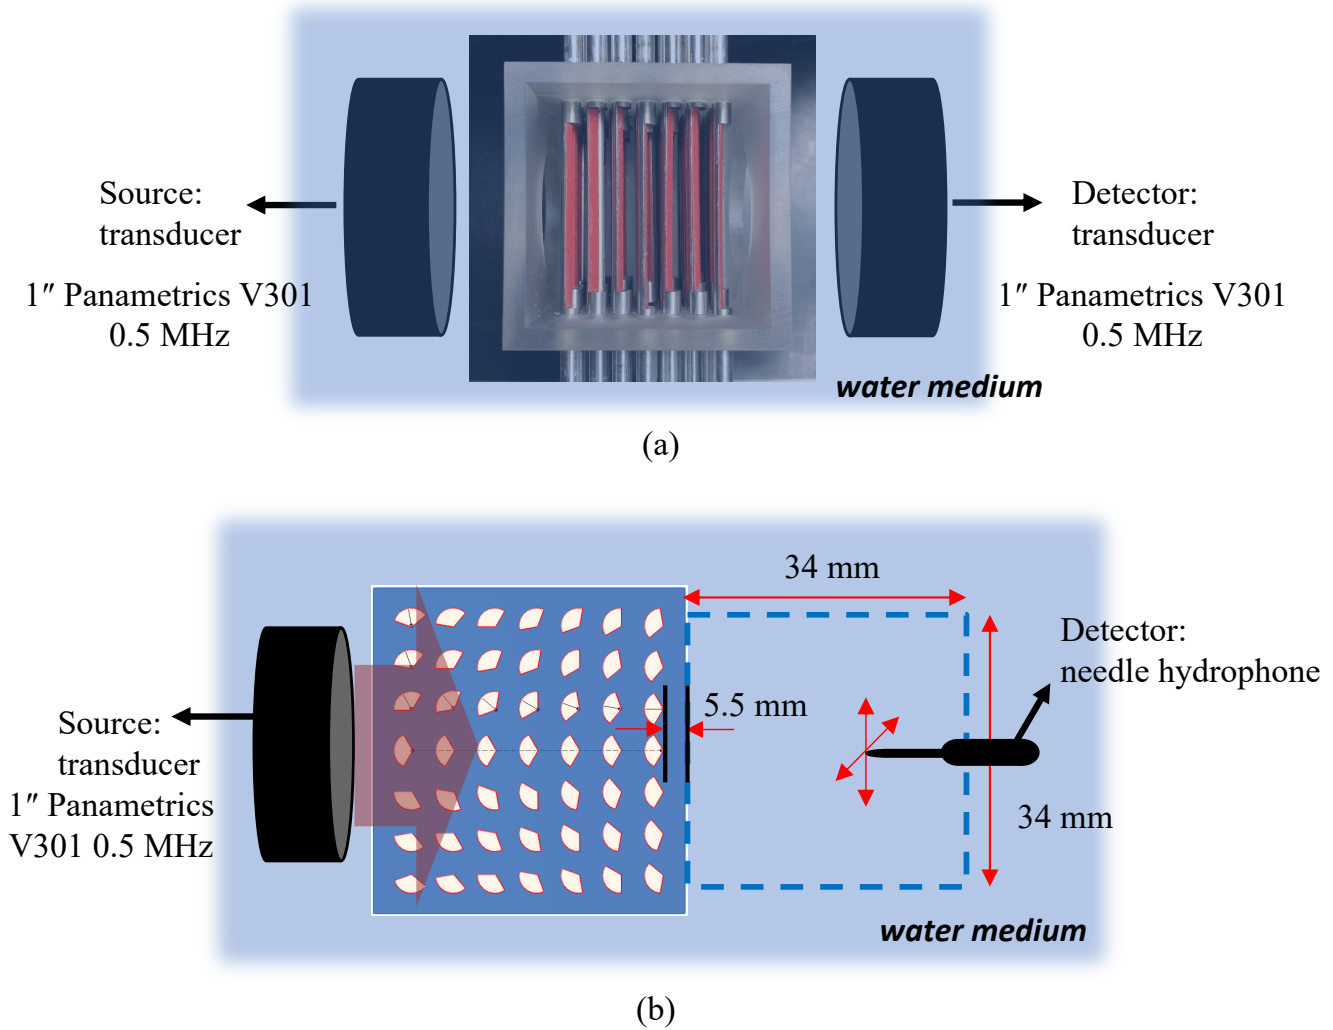 Source:
transducer
1″ Panametrics V301
0.5 MHz
Detector:
transducer
1″ Panametrics V301
0.5 MHz
water medium
(a)
34 mm
Detector:
needle hydrophone
5.5 mm
Source:
transducer
1″ Panametrics
V301 0.5 MHz
34 mm
water medium
(b)